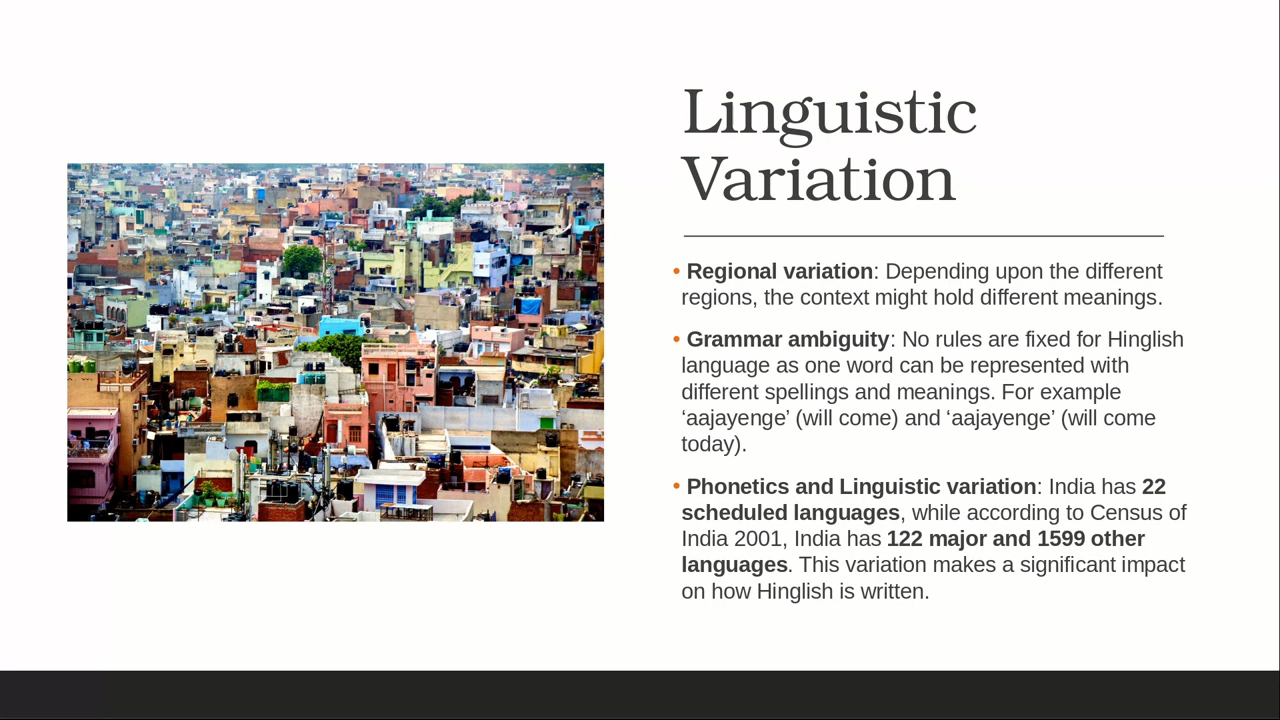 Linguistic
Variation
• Regional variation: Depending upon the different
regions, the context might hold different meanings.
• Grammar ambiguity: No rules are fixed for Hinglish
language as one word can be represented with
different spellings and meanings. For example
‘aajayenge’ (will come) and ‘aajayenge’ (will come
today).
• Phonetics and Linguistic variation: India has 22
scheduled languages, while according to Census of
India 2001, India has 122 major and 1599 other
languages. This variation makes a significant impact
on how Hinglish is written.